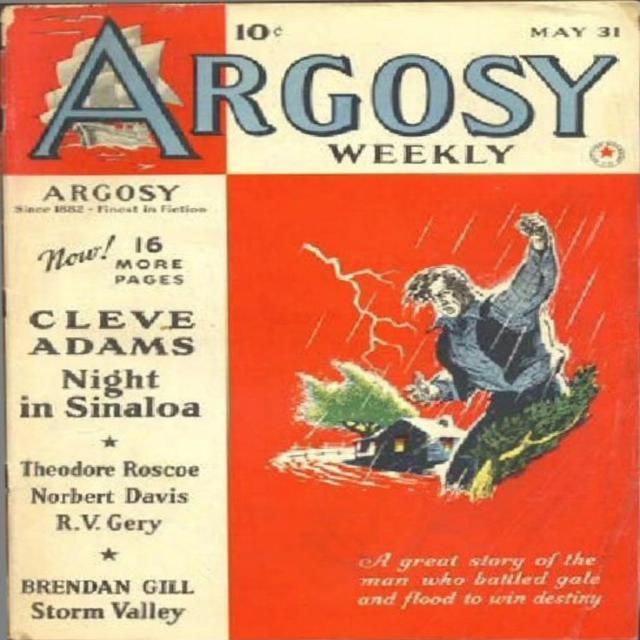 10¢
MAY 31
ARGOSY
WEEKLY
ARGOSY
Since 1882 - Finest in Fiction
Now! 16
MORE
PAGES
CLEVE
ADAMS
Night
in Sinaloa
Theodore Roscoe
Norbert Davis
R.V. Gery
BRENDAN GILL
Storm Valley
A great story of the
man who battled gale
and flood to win destiny